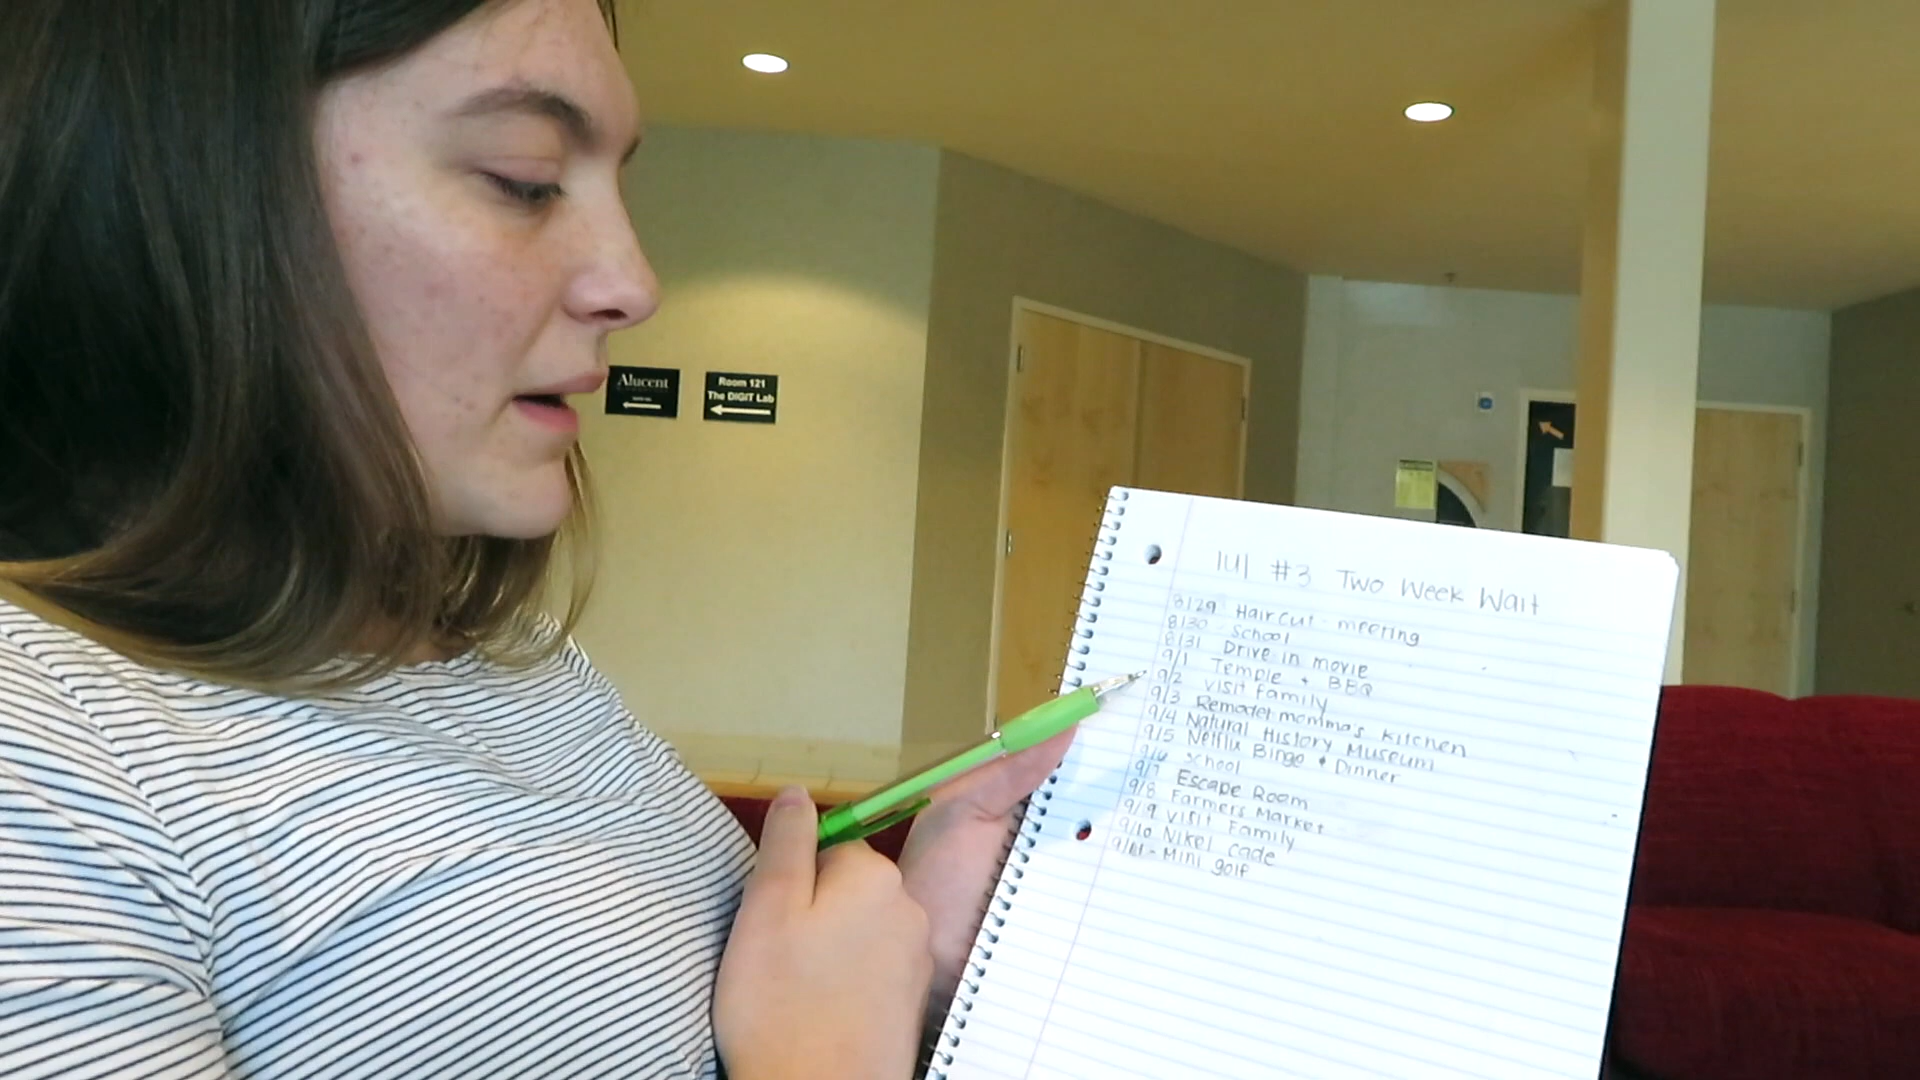 Alucent
Room 121
The DIGIT Lab
IUI #3 Two Week Wait
8/29 Haircut - meeting
8/30 - school
8/31 Drive in movie
9/1 Temple + BBQ
9/2 visit family
9/3 Remodel momma's kitchen
9/4 Natural History Museum
9/5 Netflix Binge + Dinner
9/6 school
9/7 Escape Room
9/8 Farmers Market
9/9 visit Family
9/10 Nikel cade
9/11 - Mini golf